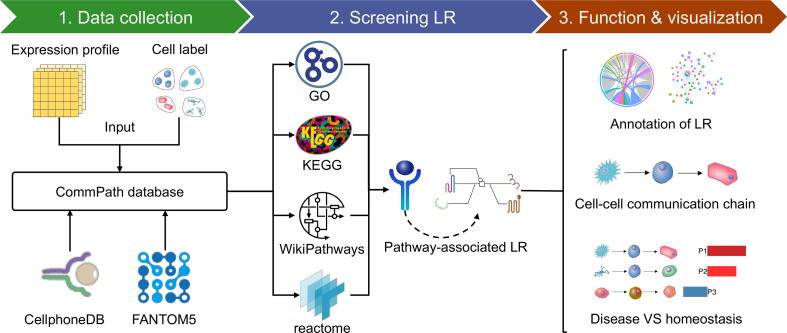 1. Data collection
2. Screening LR
3. Function & visualization
Expression profile
Cell label
Input
CommPath database
CellphoneDB
FANTOM5
GO
KEGG
KEGG
WikiPathways
reactome
Pathway-associated LR
Annotation of LR
Cell-cell communication chain
P1
P2
P3
Disease VS homeostasis